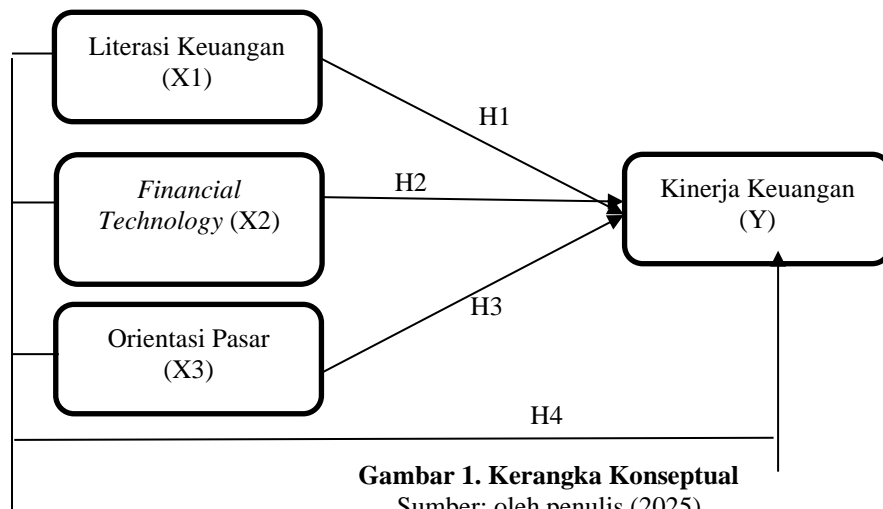 Literasi Keuangan
(X1)
H1
Financial
Technology (X2)
H2
Kinerja Keuangan
(Y)
Orientasi Pasar
(X3)
H3
H4
Gambar 1. Kerangka Konseptual
Sumber: oleh penulis (2025)